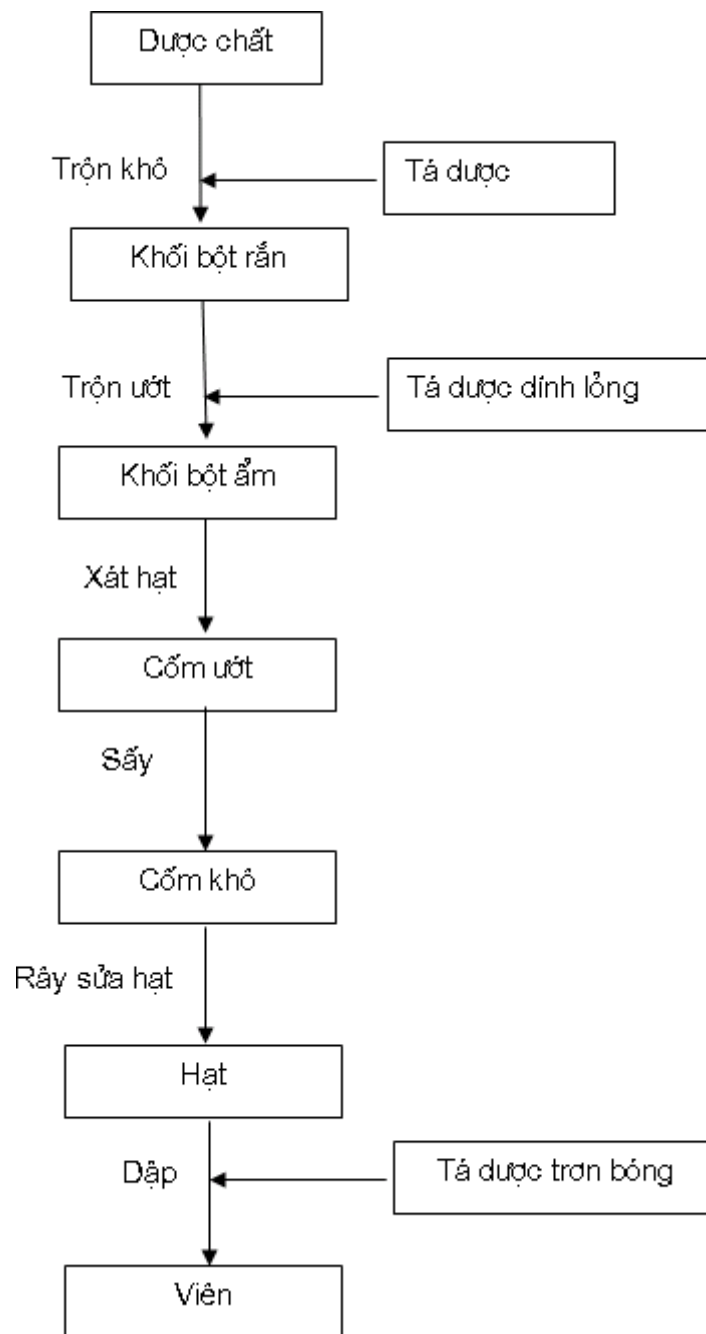 Dược chất
Trộn khô
Tá dược
Khối bột rắn
Trộn ướt
Tá dược dính lỏng
Khối bột ẩm
Xát hạt
Cốm ướt
Sấy
Cốm khô
Rây sửa hạt
Hạt
Dập
Tá dược trơn bóng
Viên